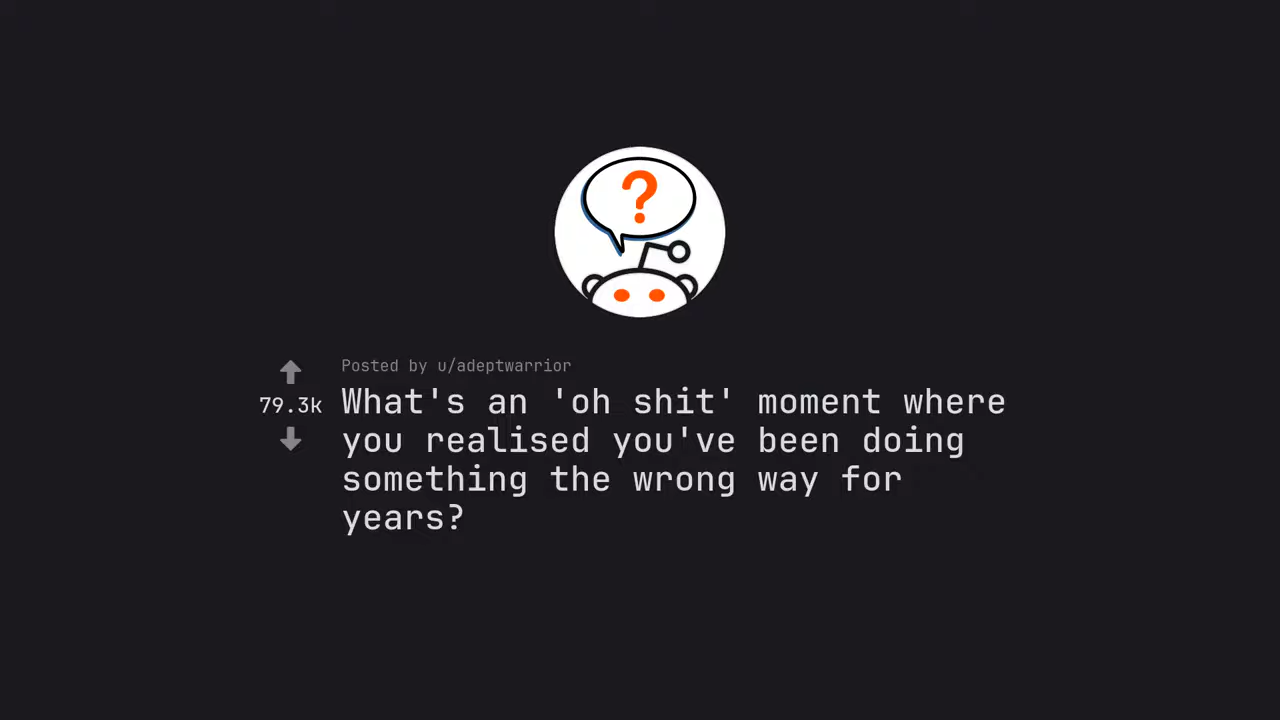 ?
Posted by u/adeptwarrior
79.3k
What's an 'oh shit' moment where
you realised you've been doing
something the wrong way for
years?